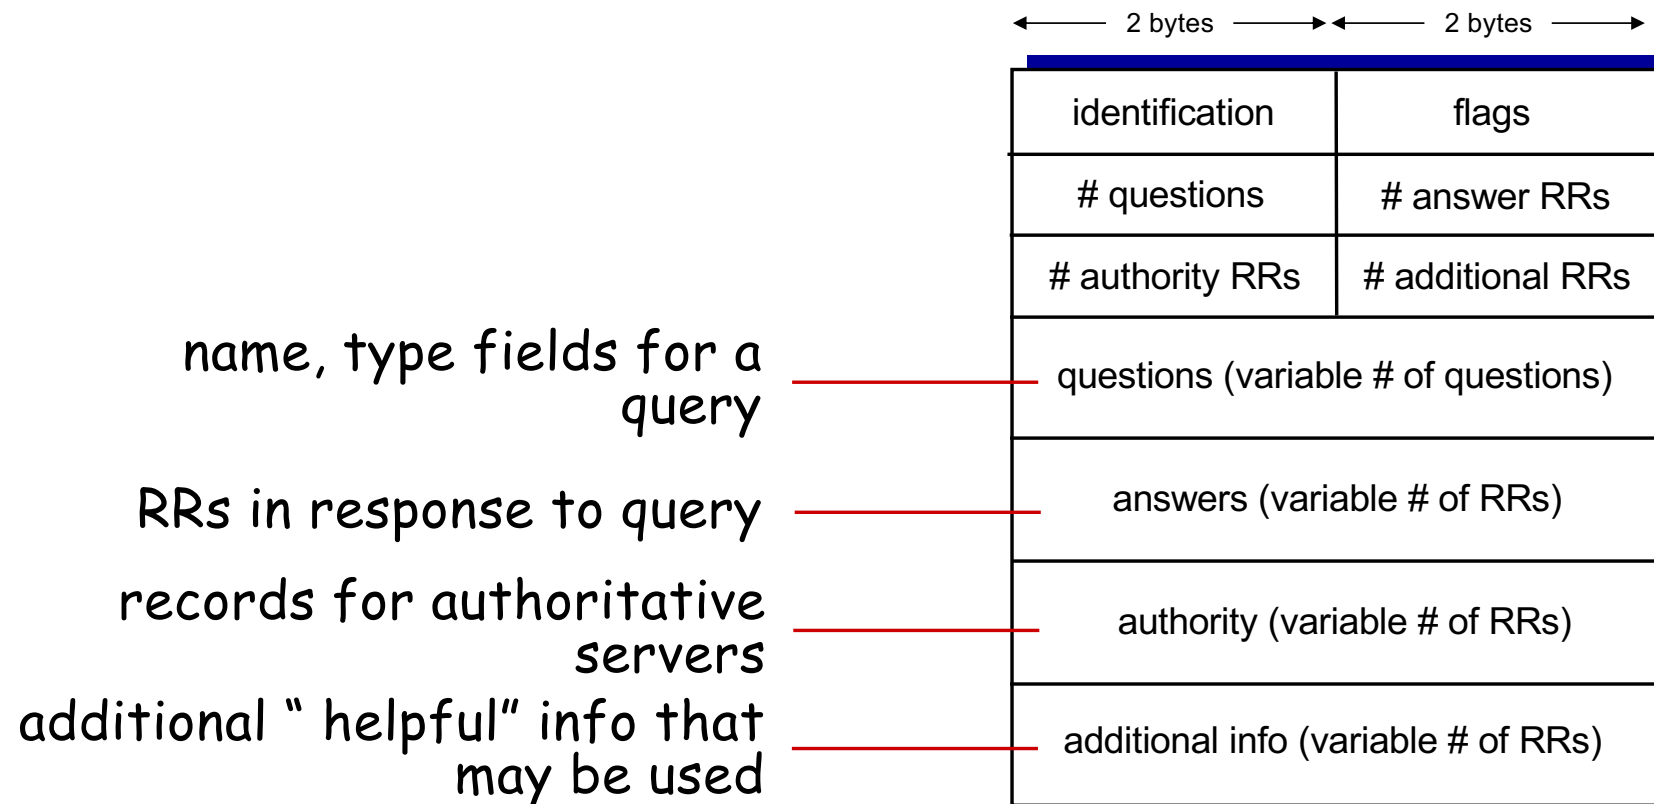 2 bytes 2 bytes
identification flags
# questions # answer RRs
# authority RRs # additional RRs
name, type fields for a
query
questions (variable # of questions)
RRs in response to query
answers (variable # of RRs)
records for authoritative
servers
authority (variable # of RRs)
additional “ helpful” info that
may be used
additional info (variable # of RRs)